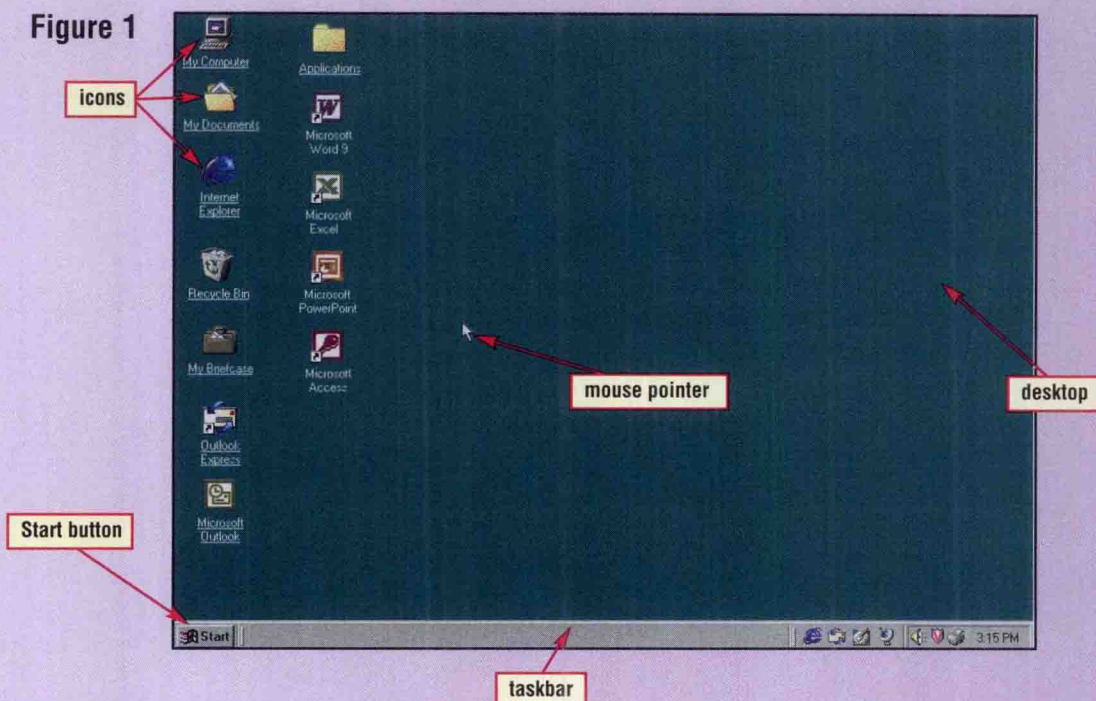 Figure 1
icons
My Computer
My Documents
Internet
Explorer
Recycle Bin
My Briefcase
Outlook
Express
Microsoft
Outlook
Applications
Microsoft
Word 9
Microsoft
Excel
Microsoft
PowerPoint
Microsoft
Access
mouse pointer
desktop
Start button
Start
3:15 PM
taskbar